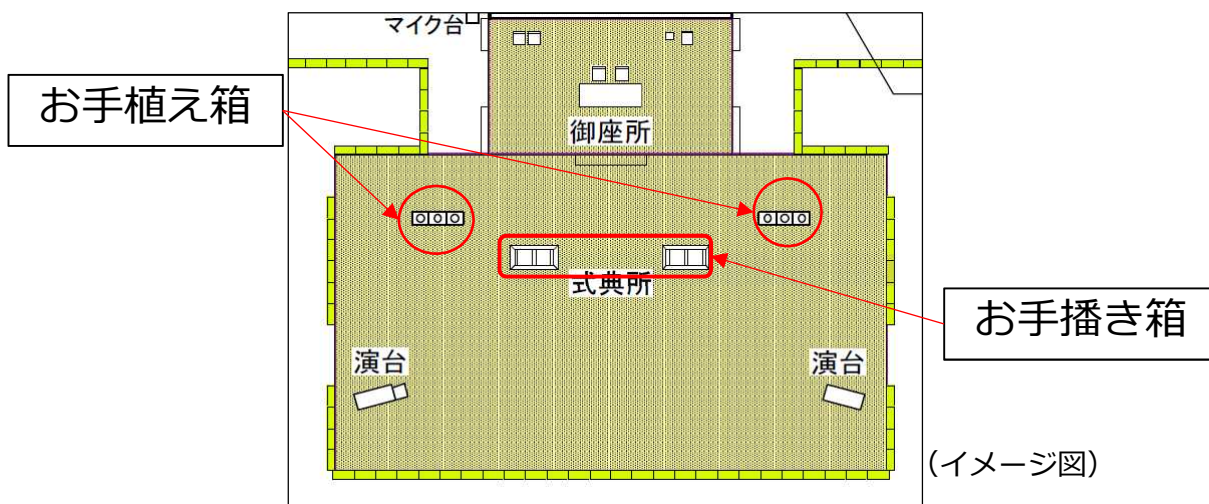 マイク台
お手植え箱
御座所
式典所
お手播き箱
演台
演台
(イメージ図)